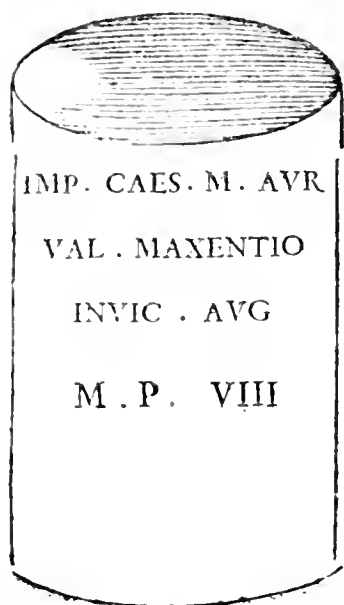 IMP. CAES. M. AVR
VAL . MAXENTIO
INVIC . AVG
M . P . VIII